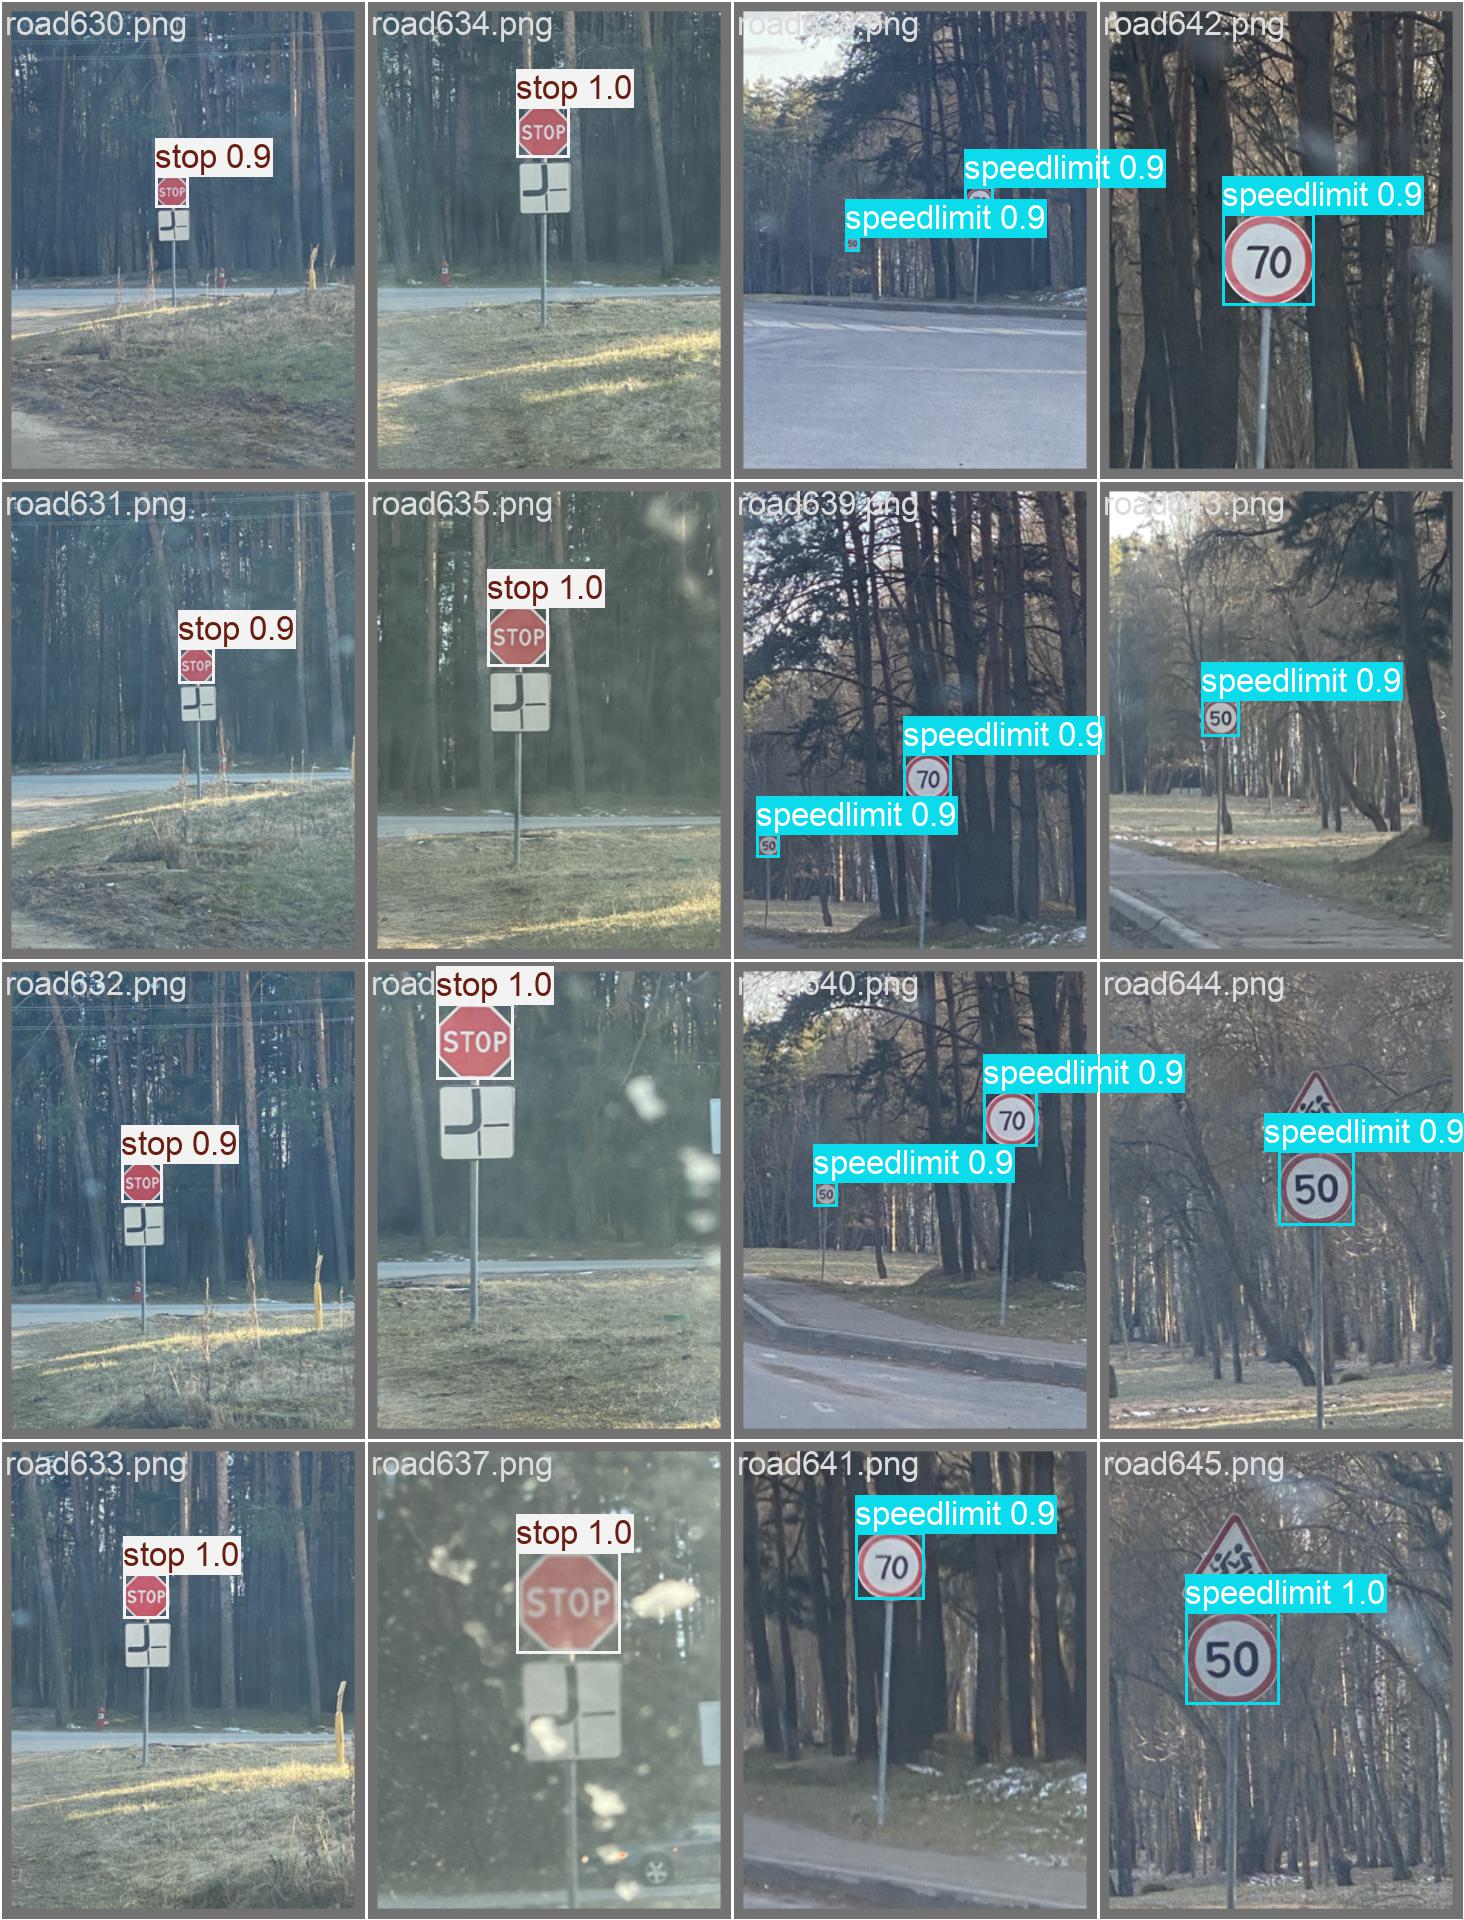 road630.png
stop 0.9
STOP
road634.png
stop 1.0
STOP
speedlimit 0.9
speedlimit 0.9
50
road642.png
speedlimit 0.9
70
road631.png
stop 0.9
STOP
road635.png
stop 1.0
STOP
road639.png
speedlimit 0.9
70
speedlimit 0.9
50
road643.png
speedlimit 0.9
50
road632.png
stop 0.9
STOP
road
stop 1.0
STOP
road640.png
speedlimit 0.9
70
speedlimit 0.9
50
road644.png
speedlimit 0.9
50
road633.png
stop 1.0
STOP
road637.png
stop 1.0
STOP
road641.png
speedlimit 0.9
70
road645.png
speedlimit 1.0
50